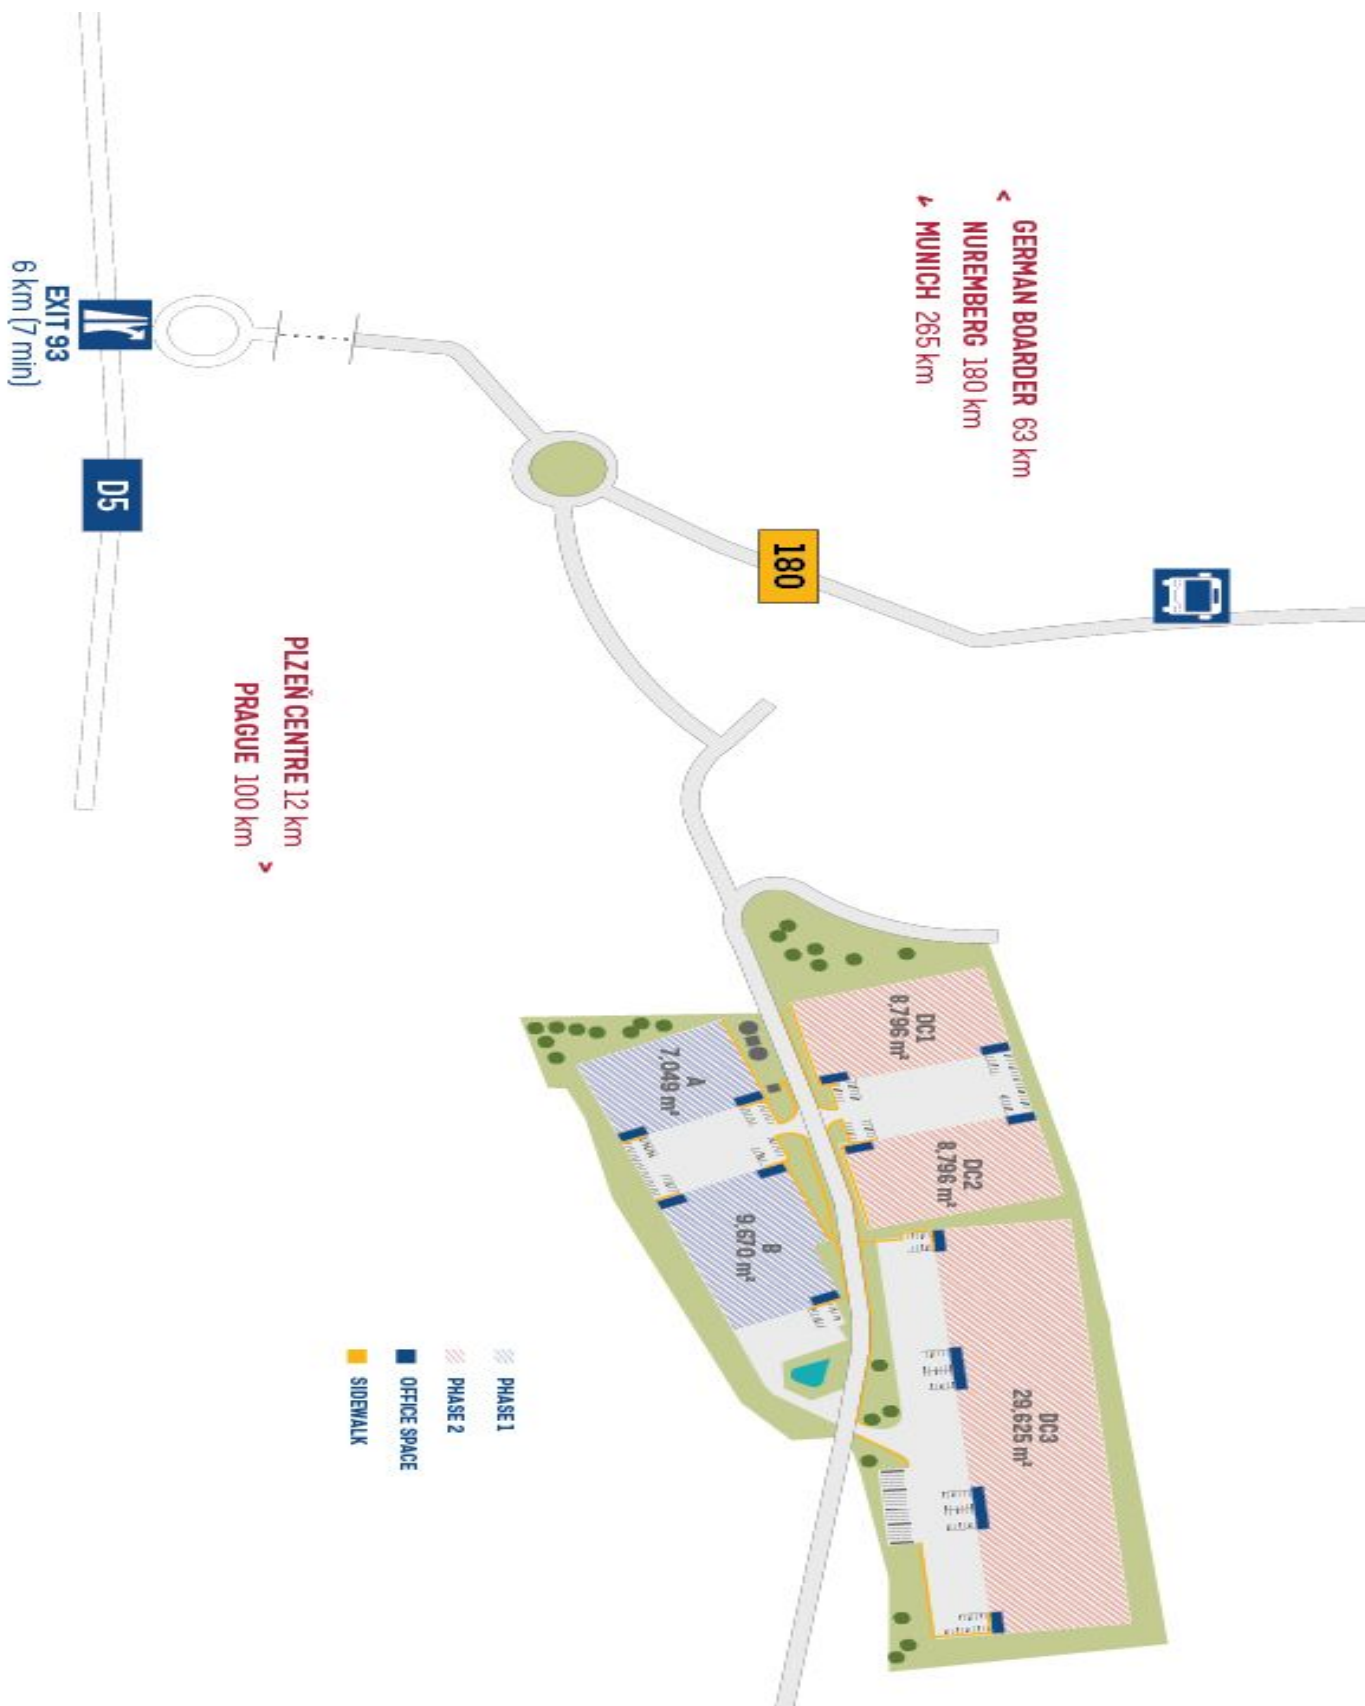 GERMAN BOARDER 63 km
NUREMBERG 180 km
MUNICH 265 km
180
DC1
8,796 m²
DC2
8,796 m²
DC3
29,625 m²
A
7,049 m²
B
9,670 m²
PLZEŇ CENTRE 12 km
PRAGUE 100 km
D5
EXIT 93
6 km (7 min)
PHASE 1
PHASE 2
OFFICE SPACE
SIDEWALK